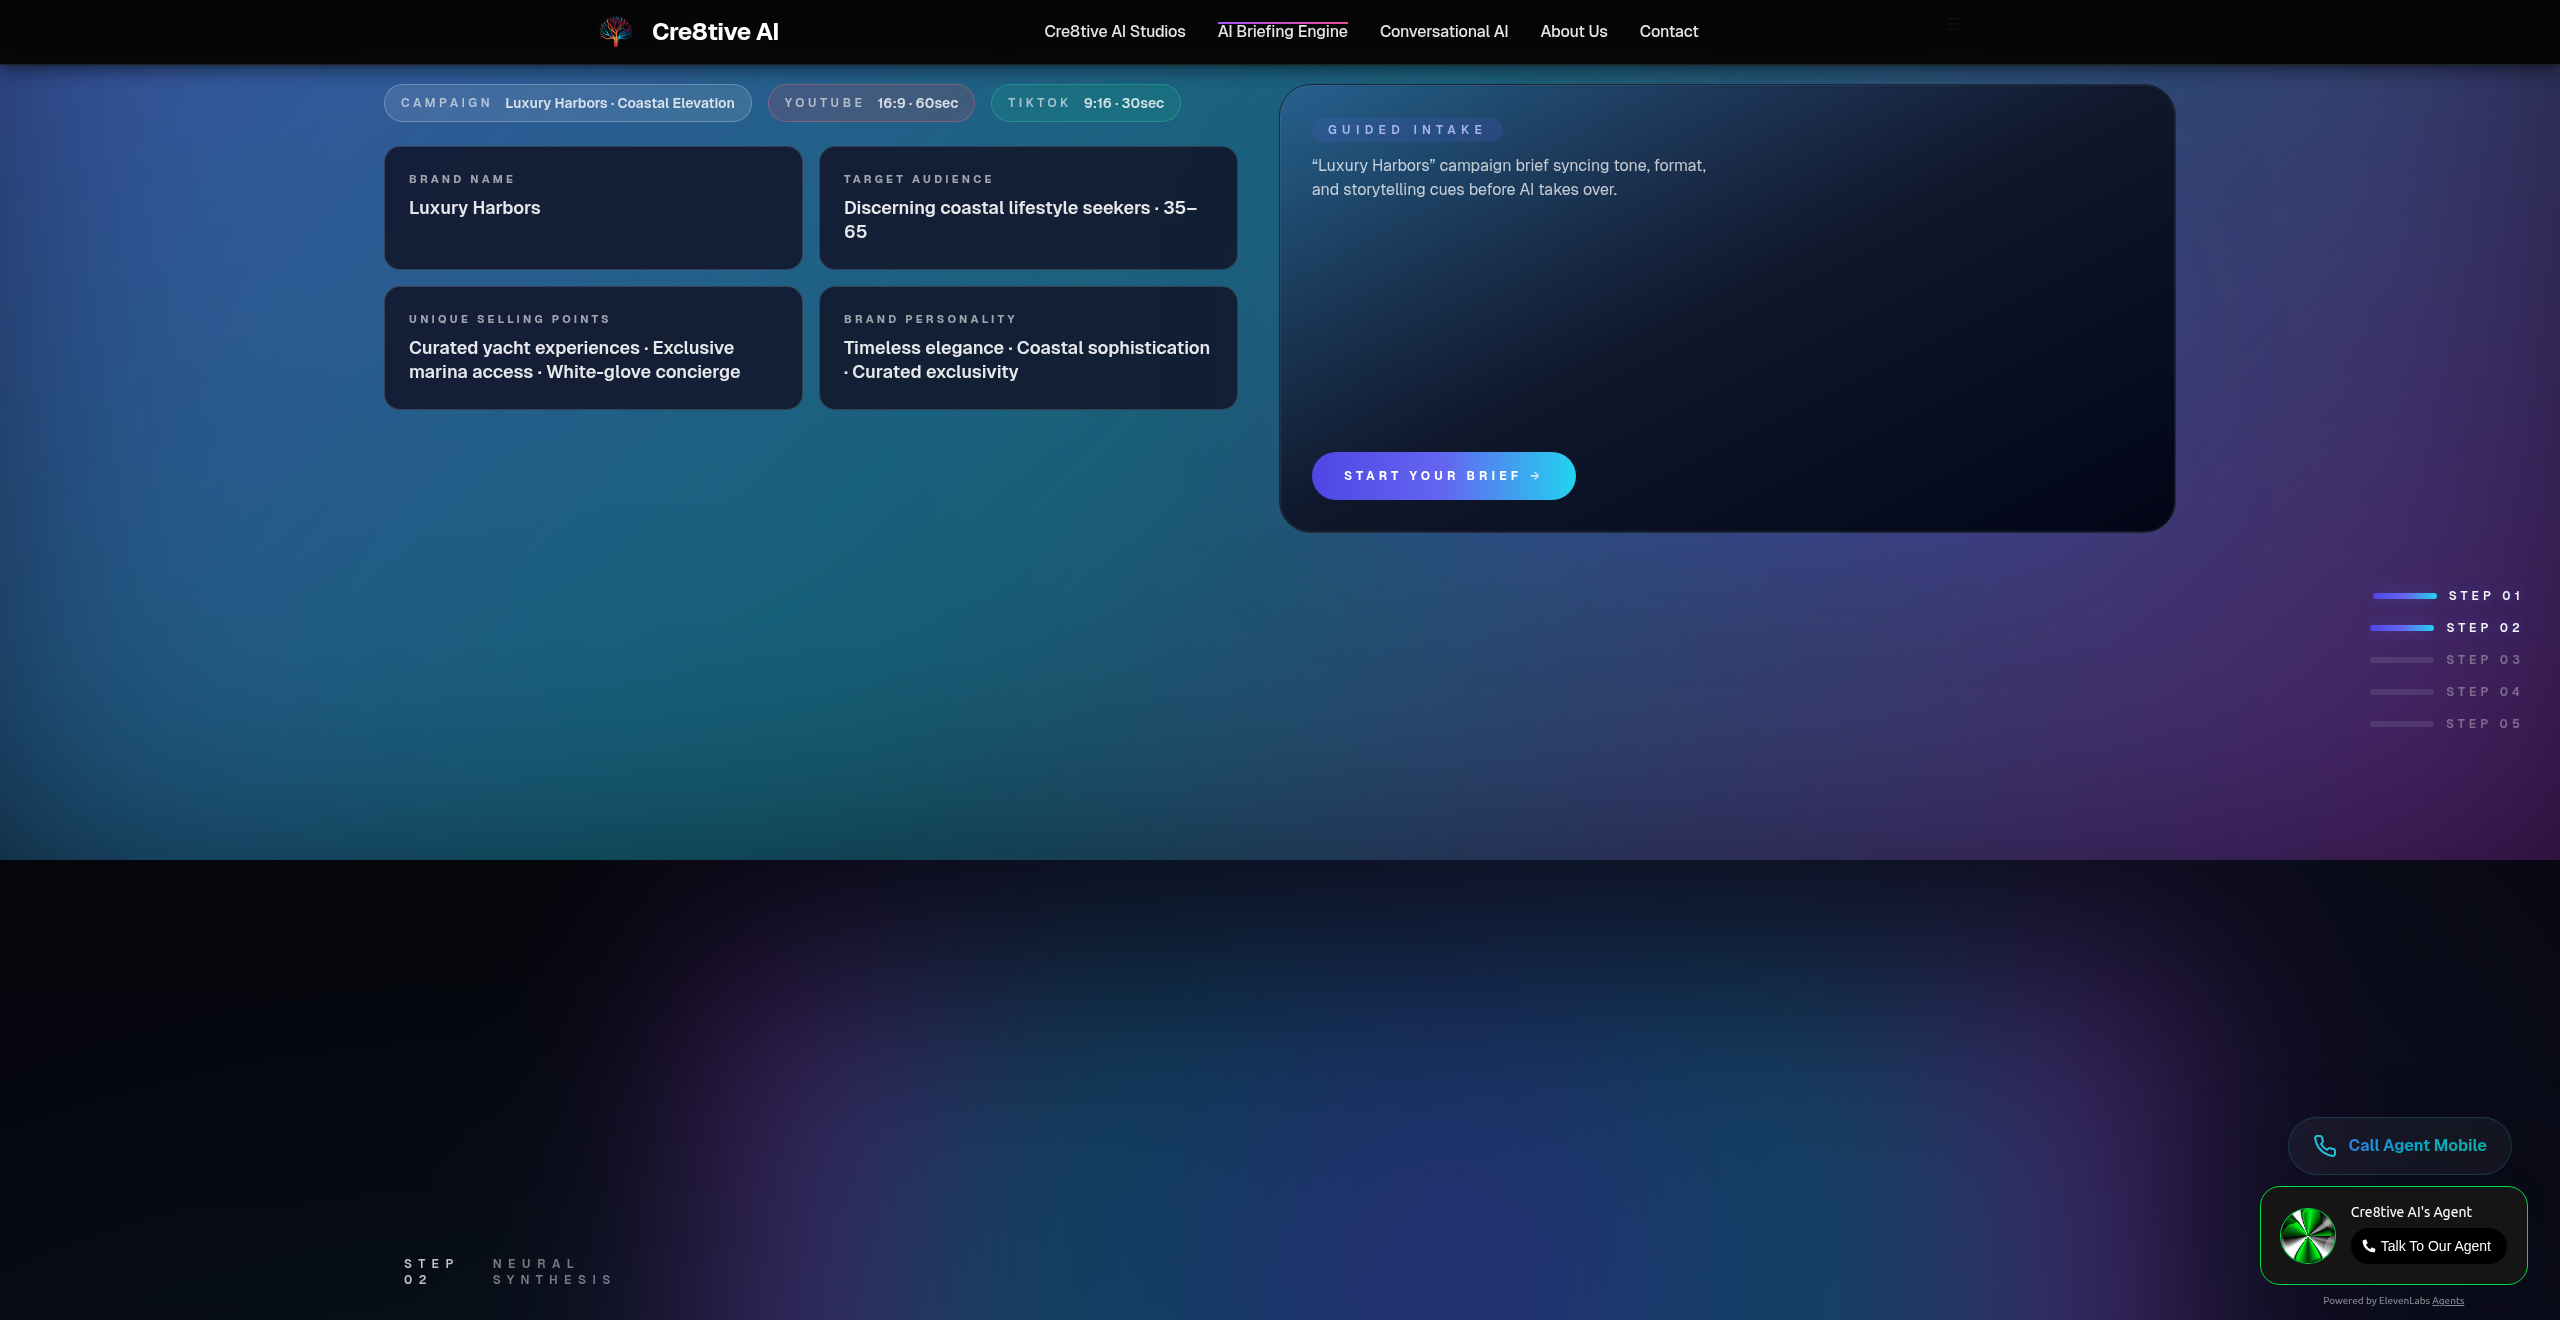 Cre8tive AI
Cre8tive AI Studios
AI Briefing Engine
Conversational AI
About Us
Contact
CAMPAIGN Luxury Harbors · Coastal Elevation
YOUTUBE 16:9 · 60sec
TIKTOK 9:16 · 30sec
BRAND NAME
Luxury Harbors
TARGET AUDIENCE
Discerning coastal lifestyle seekers · 35–
65
UNIQUE SELLING POINTS
Curated yacht experiences · Exclusive
marina access · White-glove concierge
BRAND PERSONALITY
Timeless elegance · Coastal sophistication
· Curated exclusivity
GUIDED INTAKE
“Luxury Harbors” campaign brief syncing tone, format,
and storytelling cues before AI takes over.
START YOUR BRIEF →
STEP 01
STEP 02
STEP 03
STEP 04
STEP 05
STEP
02
NEURAL
SYNTHESIS
Call Agent Mobile
Cre8tive AI's Agent
Talk To Our Agent
Powered by ElevenLabs Agents